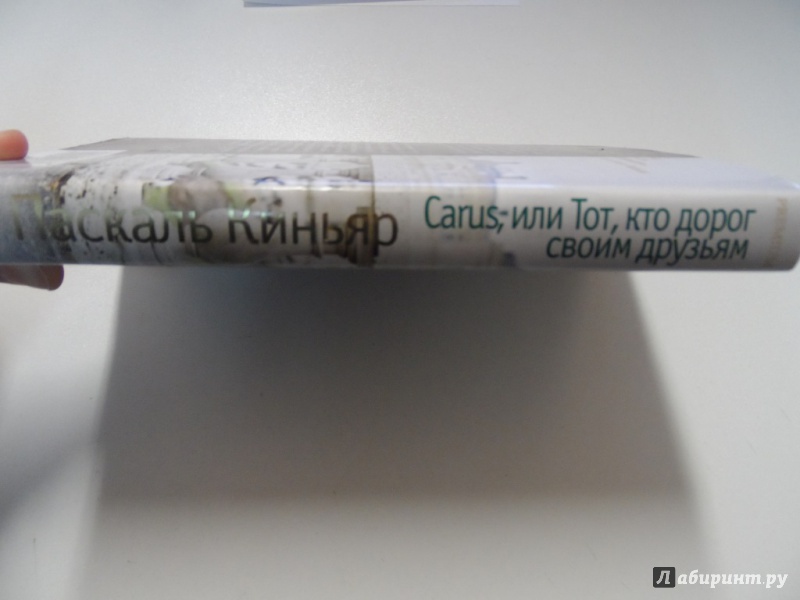 Паскаль Киньяр
Carus, или Тот, кто дорог
своим друзьям
Лабиринт.ру